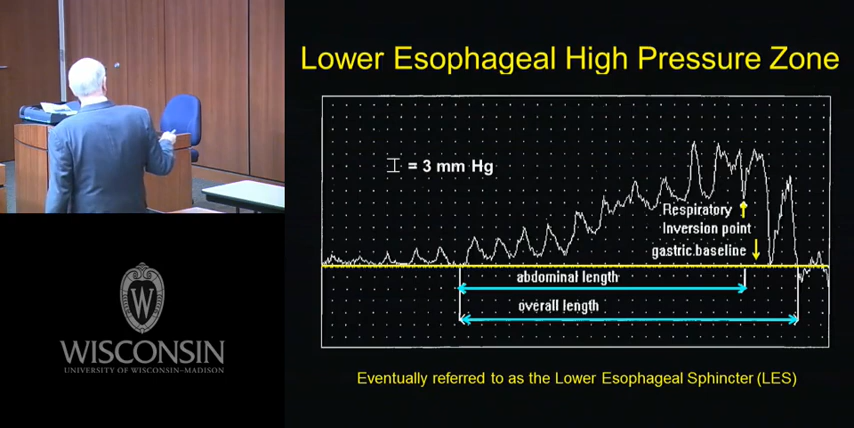 Lower Esophageal High Pressure Zone
= 3 mm Hg
Respiratory
Inversion point
gastric baseline
abdominal length
overall length
Eventually referred to as the Lower Esophageal Sphincter (LES)
W
WISCONSIN
UNIVERSITY OF WISCONSIN–MADISON